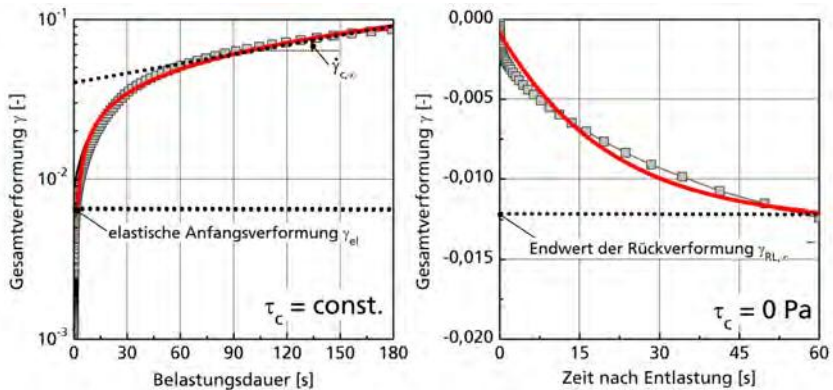 Gesamtverformung γ [-]
10⁻¹
10⁻²
10⁻³
γ̇c,∞
elastische Anfangsverformung γel
τc = const.
0 30 60 90 120 150 180
Belastungsdauer [s]
Gesamtverformung γ [-]
0,000
-0,005
-0,010
-0,015
-0,020
Endwert der Rückverformung γRL,∞
τc = 0 Pa
0 15 30 45 60
Zeit nach Entlastung [s]